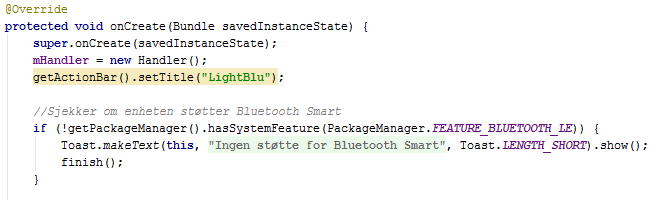 @Override
protected void onCreate(Bundle savedInstanceState) {
super.onCreate(savedInstanceState);
mHandler = new Handler();
getActionBar().setTitle("LightBlu");
//Sjekker om enheten støtter Bluetooth Smart
if (!getPackageManager().hasSystemFeature(PackageManager.FEATURE_BLUETOOTH_LE)) {
Toast.makeText(this, "Ingen støtte for Bluetooth Smart", Toast.LENGTH_SHORT).show();
finish();
}